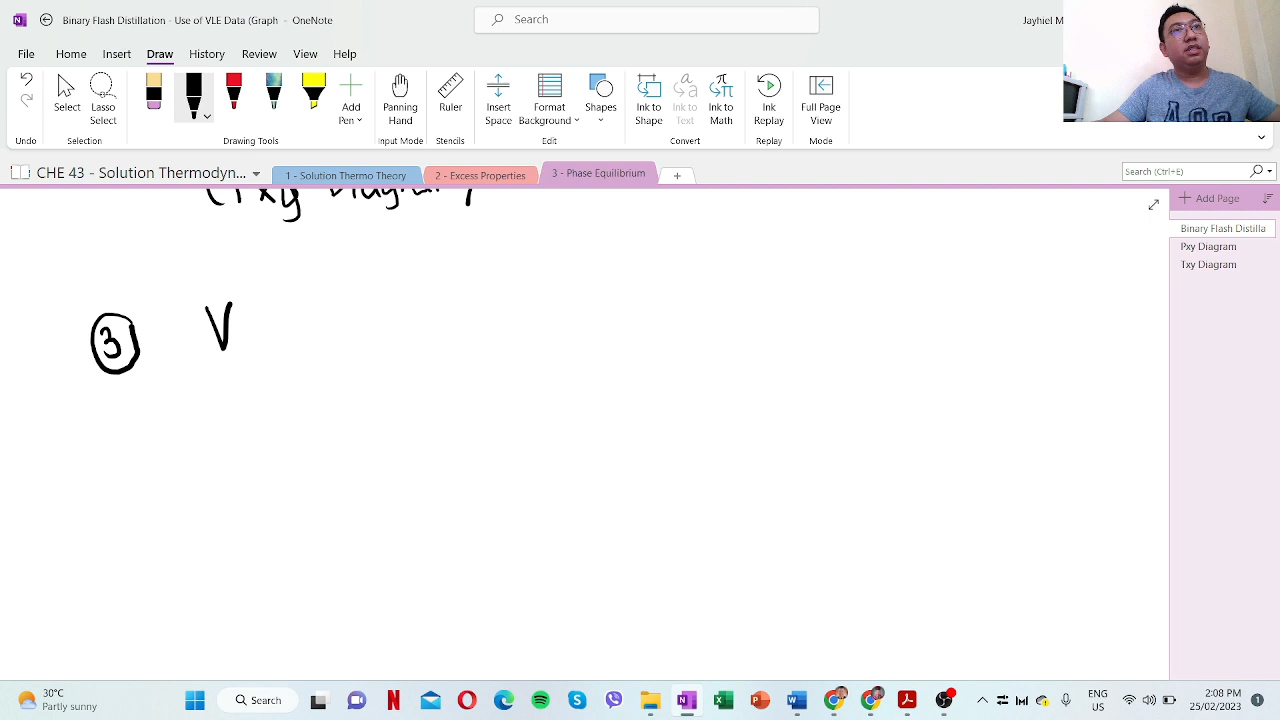 Binary Flash Distillation - Use of VLE Data (Graph - OneNote
Search
Jayhiel M
File Home Insert Draw History Review View Help
Undo
Select
Lasso Select
Add Pen
Panning Hand
Ruler
Insert Space
Format Background
Shapes
Ink to Shape
Ink to Text
Ink to Math
Ink Replay
Full Page View
Undo Selection Drawing Tools Input Mode Stencils Edit Convert Replay Mode
CHE 43 - Solution Thermodyn...
1 - Solution Thermo Theory
2 - Excess Properties
3 - Phase Equilibrium
+
Search (Ctrl+E)
Add Page
Binary Flash Distilla
Pxy Diagram
Txy Diagram
(Txy Diagram)
3 V
30°C
Partly sunny
Search
ENG
US
2:08 PM
25/02/2023
1